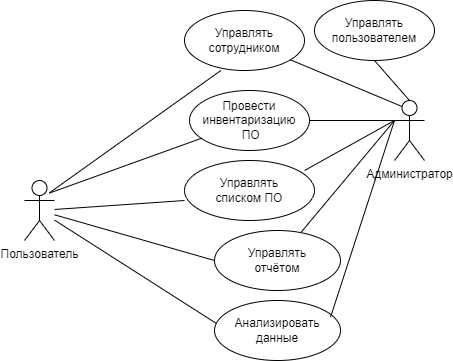 Управлять
сотрудником
Управлять
пользователем
Провести
инвентаризацию
ПО
Администратор
Управлять
списком ПО
Пользователь
Управлять
отчётом
Анализировать
данные